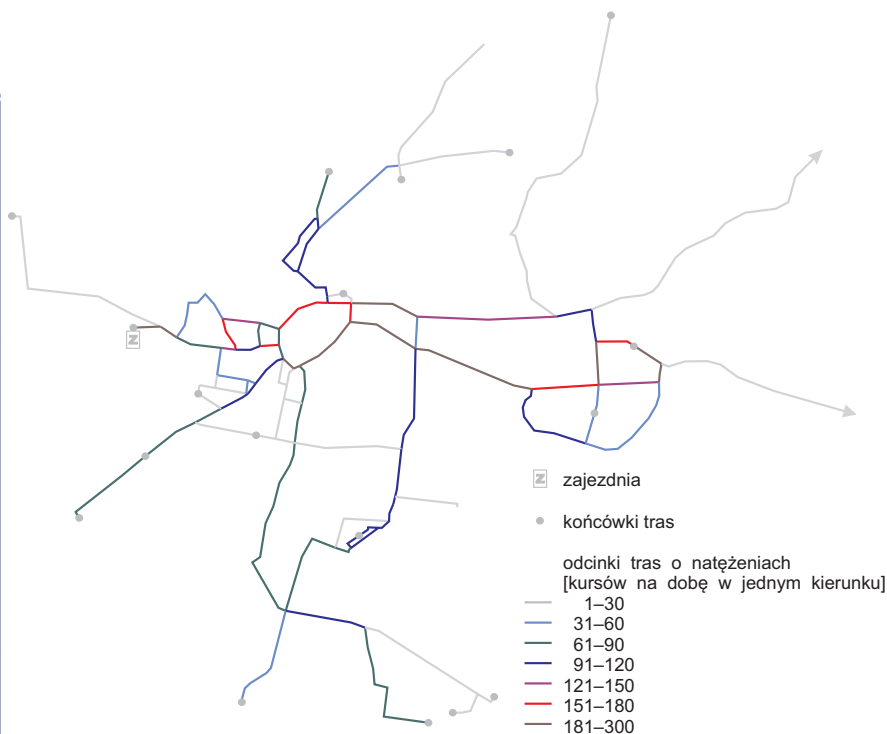 N
N
zajezdnia
końcówki tras
odcinki tras o natężeniach
[kursów na dobę w jednym kierunku]
1–30
31–60
61–90
91–120
121–150
151–180
181–300